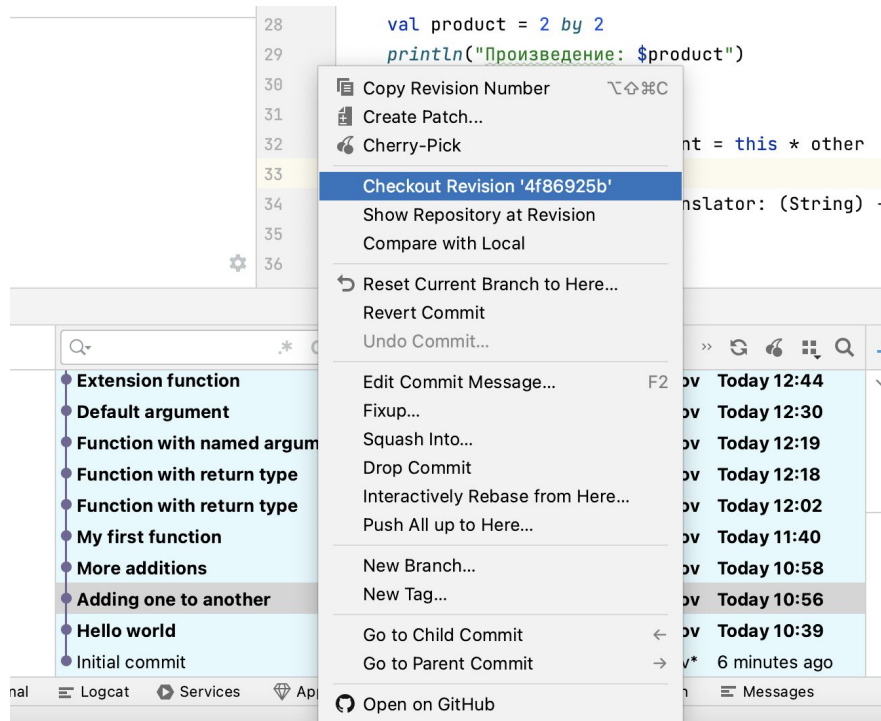 28 val product = 2 by 2
29 println("Произведение: $product")
30
31
32 = this * other
33
34 (String)
35
36
Copy Revision Number ⌥⇧⌘C
Create Patch...
Cherry-Pick
Checkout Revision '4f86925b'
Show Repository at Revision
Compare with Local
Reset Current Branch to Here...
Revert Commit
Undo Commit...
Edit Commit Message... F2
Fixup...
Squash Into...
Drop Commit
Interactively Rebase from Here...
Push All up to Here...
New Branch...
New Tag...
Go to Child Commit ←
Go to Parent Commit →
Open on GitHub
.*
»
Extension function Today 12:44
Default argument Today 12:30
Function with named Today 12:19
Function with return type Today 12:18
Function with return type Today 12:02
My first function Today 11:40
More additions Today 10:58
Adding one to another Today 10:56
Hello world Today 10:39
Initial commit 6 minutes ago
Logcat Services Messages